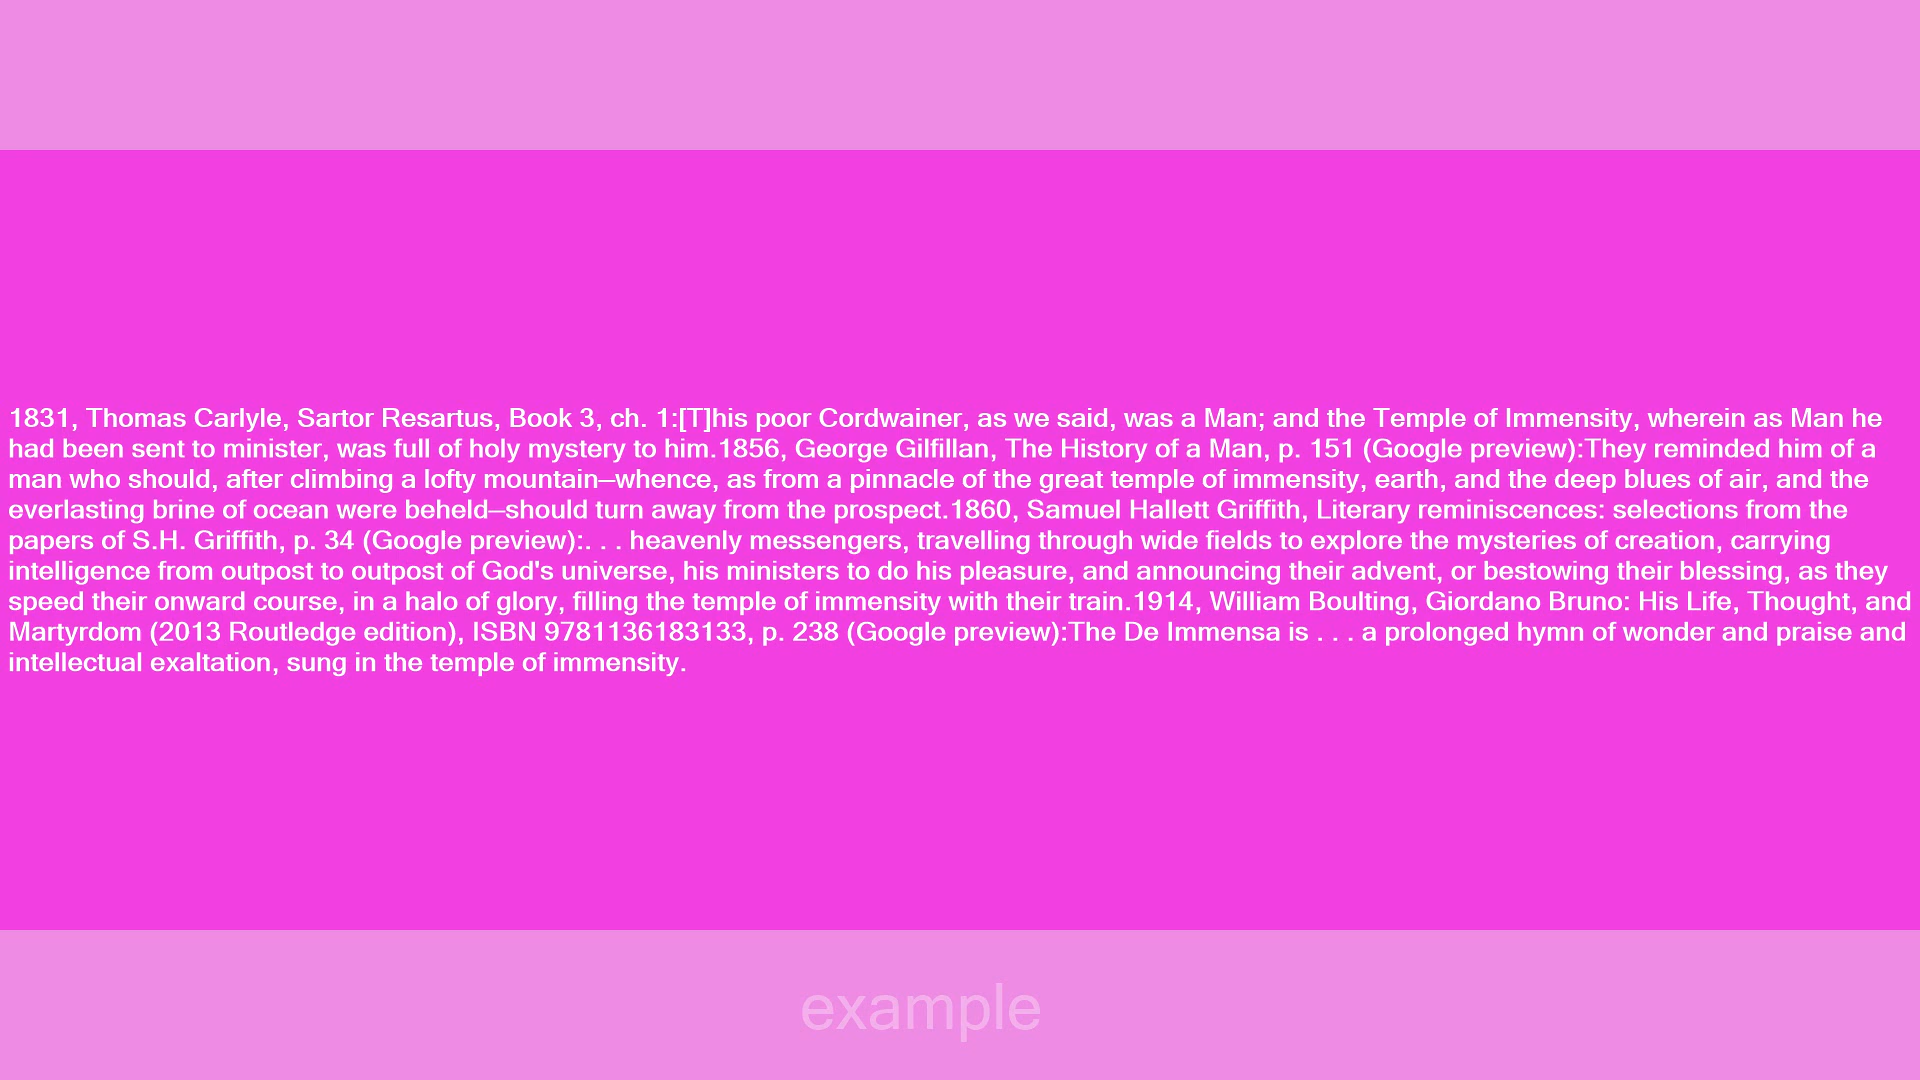 1831, Thomas Carlyle, Sartor Resartus, Book 3, ch. 1:[T]his poor Cordwainer, as we said, was a Man; and the Temple of Immensity, wherein as Man he
had been sent to minister, was full of holy mystery to him.1856, George Gilfillan, The History of a Man, p. 151 (Google preview):They reminded him of a
man who should, after climbing a lofty mountain—whence, as from a pinnacle of the great temple of immensity, earth, and the deep blues of air, and the
everlasting brine of ocean were beheld—should turn away from the prospect.1860, Samuel Hallett Griffith, Literary reminiscences: selections from the
papers of S.H. Griffith, p. 34 (Google preview):. . . heavenly messengers, travelling through wide fields to explore the mysteries of creation, carrying
intelligence from outpost to outpost of God's universe, his ministers to do his pleasure, and announcing their advent, or bestowing their blessing, as they
speed their onward course, in a halo of glory, filling the temple of immensity with their train.1914, William Boulting, Giordano Bruno: His Life, Thought, and
Martyrdom (2013 Routledge edition), ISBN 9781136183133, p. 238 (Google preview):The De Immensa is . . . a prolonged hymn of wonder and praise and
intellectual exaltation, sung in the temple of immensity.
example